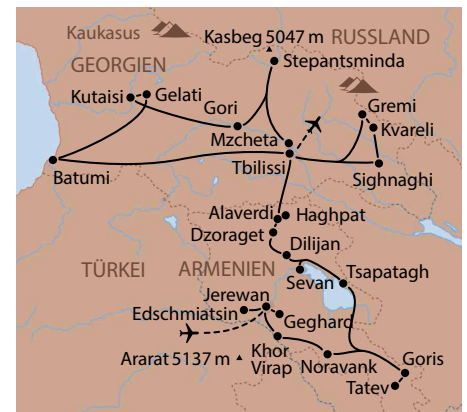 Kasbeg 5047 m
Kaukasus
RUSSLAND
Stepantsminda
GEORGIEN
Kutaisi
Gelati
Gori
Gremi
Kvareli
Mzcheta
Tbilissi
Batumi
Sighnaghi
Alaverdi
Haghpat
Dzoraget
Dilijan
TÜRKEI
ARMENIEN
Sevan
Tsapatagh
Jerewan
Edschmiatsin
Geghard
Ararat 5137 m
Khor
Virap
Noravank
Goris
Tatev